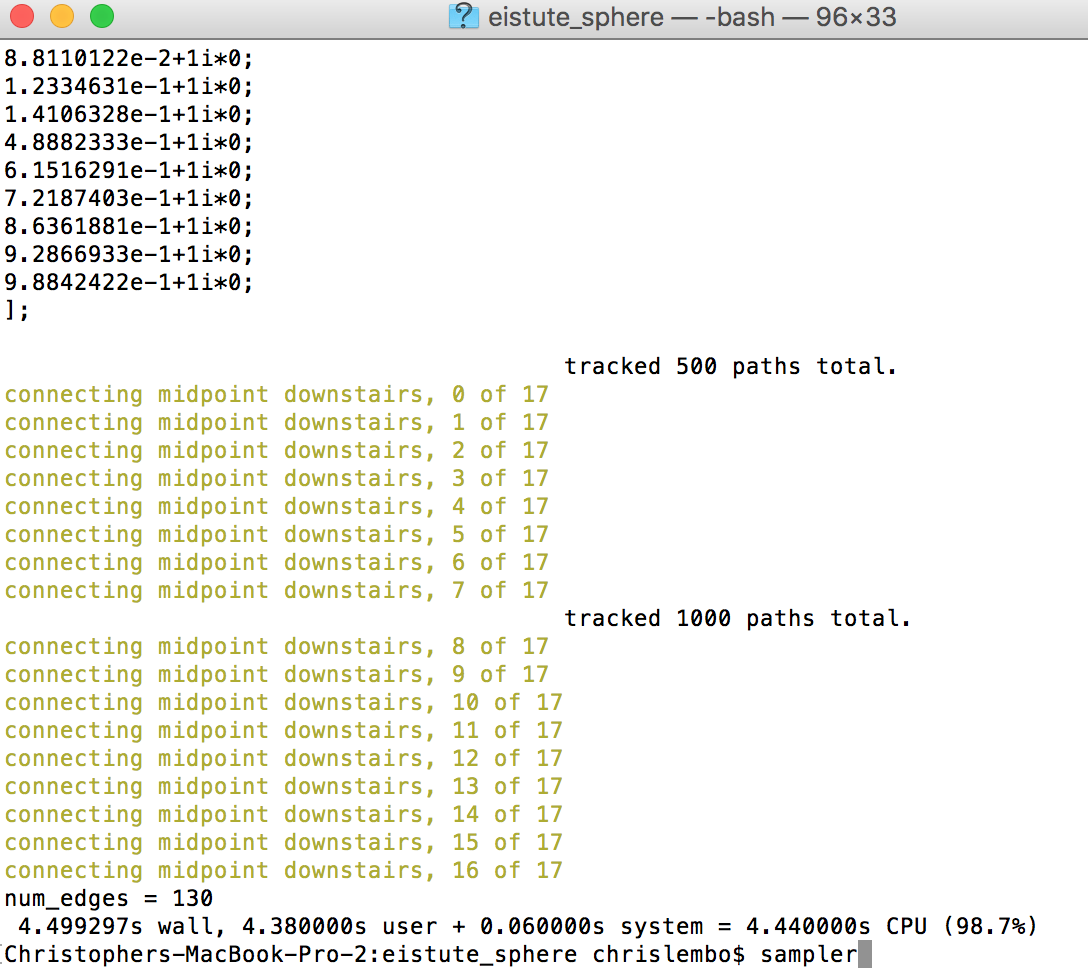 eistute_sphere — -bash — 96×33
8.8110122e-2+1i*0;
1.2334631e-1+1i*0;
1.4106328e-1+1i*0;
4.8882333e-1+1i*0;
6.1516291e-1+1i*0;
7.2187403e-1+1i*0;
8.6361881e-1+1i*0;
9.2866933e-1+1i*0;
9.8842422e-1+1i*0;
];
tracked 500 paths total.
connecting midpoint downstairs, 0 of 17
connecting midpoint downstairs, 1 of 17
connecting midpoint downstairs, 2 of 17
connecting midpoint downstairs, 3 of 17
connecting midpoint downstairs, 4 of 17
connecting midpoint downstairs, 5 of 17
connecting midpoint downstairs, 6 of 17
connecting midpoint downstairs, 7 of 17
tracked 1000 paths total.
connecting midpoint downstairs, 8 of 17
connecting midpoint downstairs, 9 of 17
connecting midpoint downstairs, 10 of 17
connecting midpoint downstairs, 11 of 17
connecting midpoint downstairs, 12 of 17
connecting midpoint downstairs, 13 of 17
connecting midpoint downstairs, 14 of 17
connecting midpoint downstairs, 15 of 17
connecting midpoint downstairs, 16 of 17
num_edges = 130
4.499297s wall, 4.380000s user + 0.060000s system = 4.440000s CPU (98.7%)
Christophers-MacBook-Pro-2:eistute_sphere chrislembo$ sampler